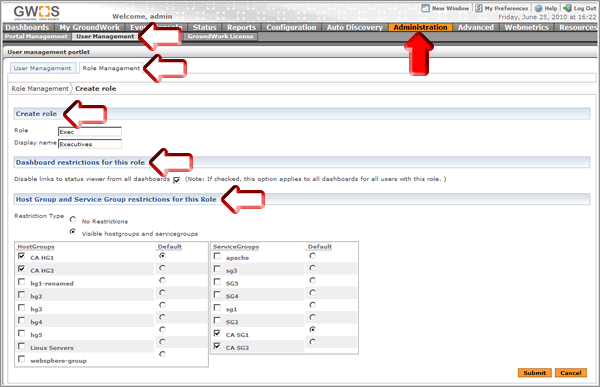 GWOS
Welcome, admin
New Window | My Preferences | Help | Log Out
Friday, June 25, 2010 at 16:22
Dashboards My GroundWork Status Reports Configuration Auto Discovery Administration Advanced Webmetrics Resources
Portal Management User Management GroundWork License
User management portlet
User Management Role Management
Role Management Create role
Create role
Role Exec
Display name Executives
Dashboard restrictions for this role
Disable links to status viewer from all dashboards (Note: If checked, this option applies to all dashboards for all users with this role. )
Host Group and Service Group restrictions for this Role
Restriction Type No Restrictions
Visible hostgroups and servicegroups
HostGroups Default ServiceGroups Default
CA HG1 apache
CA HG2 sg3
hg1-renamed SG5
hg2 SG4
hg3 sg1
hg4 SG2
hg5 CA SG1
Linux Servers CA SG2
websphere-group
Submit Cancel